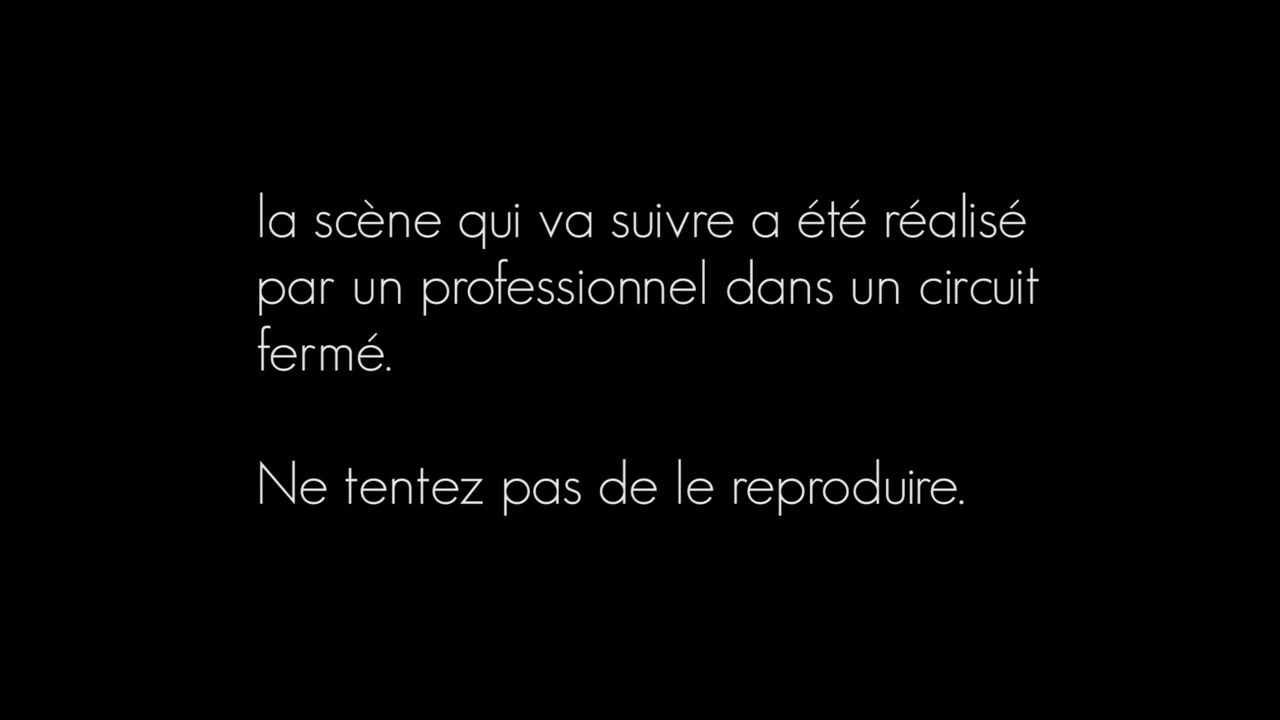 la scène qui va suivre a été réalisé
par un professionnel dans un circuit
fermé.
Ne tentez pas de le reproduire.